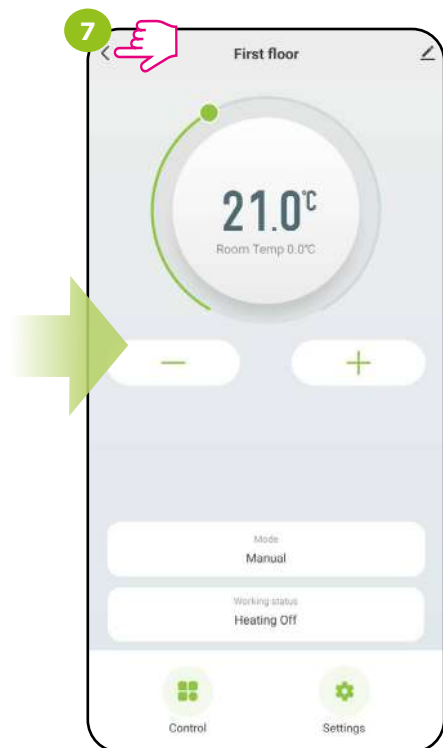 7
First floor
21.0°C
Room Temp 0.0°C
Mode
Manual
Working status
Heating Off
Control
Settings